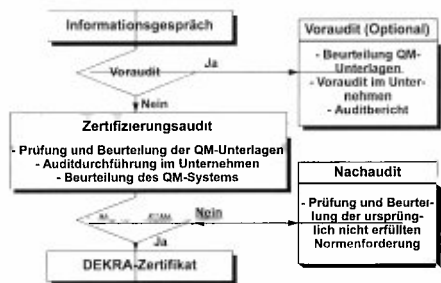 Informationsgespräch
Voraudit
Ja
Nein
Voraudit (Optional)
- Beurteilung QM-
Unterlagen
- Voraudit im Unter-
nehmen
- Auditbericht
Zertifizierungsaudit
- Prüfung und Beurteilung der QM-Unterlagen
- Auditdurchführung im Unternehmen
- Beurteilung des QM-Systems
Nein
Ja
Nachaudit
- Prüfung und Beurtei-
lung der ursprüng-
lich nicht erfüllten
Normenforderung
DEKRA-Zertifikat